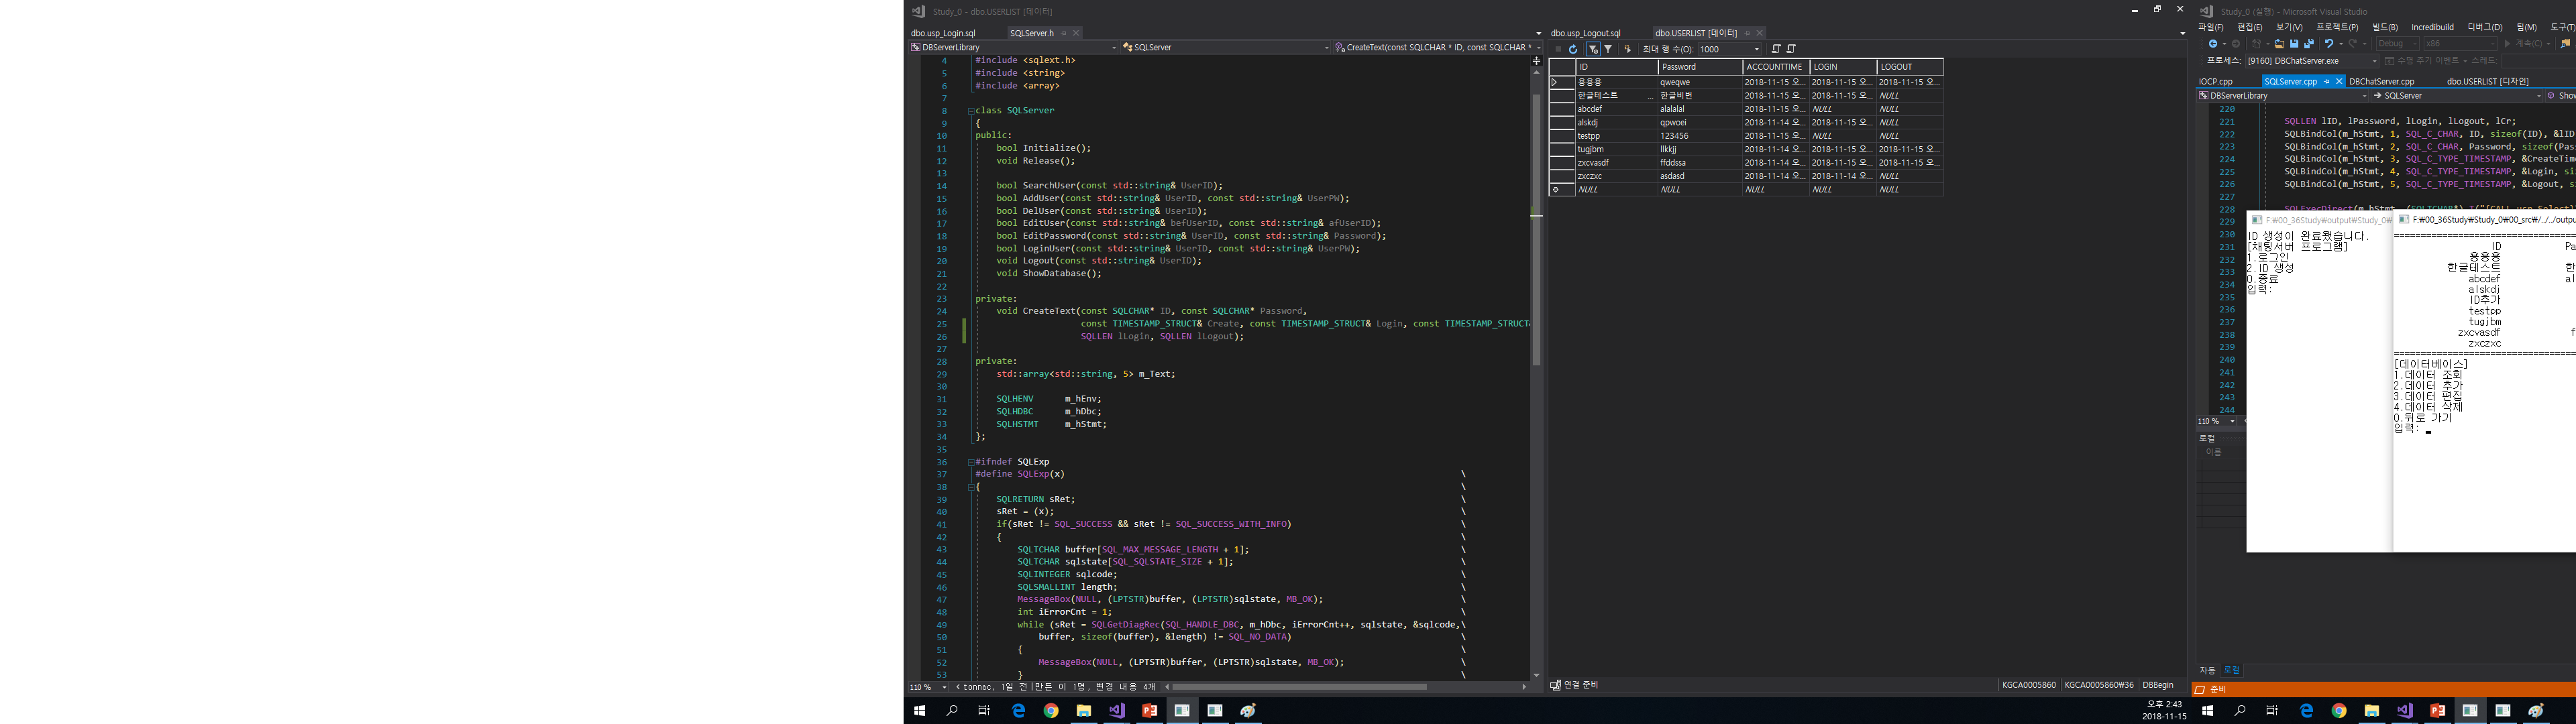 Study_0 - dbo.USERLIST [데이터]
dbo.usp_Login.sql
SQLServer.h
DBServerLibrary
SQLServer
CreateText(const SQLCHAR * ID, const SQLCHAR *
4 #include <sqlext.h>
5 #include <string>
6 #include <array>
7
8 class SQLServer
9 {
10 public:
11 bool Initialize();
12 void Release();
13
14 bool SearchUser(const std::string& UserID);
15 bool AddUser(const std::string& UserID, const std::string& UserPW);
16 bool DelUser(const std::string& UserID);
17 bool EditUser(const std::string& befUserID, const std::string& afUserID);
18 bool EditPassword(const std::string& UserID, const std::string& Password);
19 bool LoginUser(const std::string& UserID, const std::string& UserPW);
20 void Logout(const std::string& UserID);
21 void ShowDatabase();
22
23 private:
24 void CreateText(const SQLCHAR* ID, const SQLCHAR* Password,
25 const TIMESTAMP_STRUCT& Create, const TIMESTAMP_STRUCT& Login, const TIMESTAMP_STRUCT&
26 SQLLEN lLogin, SQLLEN lLogout);
27
28 private:
29 std::array<std::string, 5> m_Text;
30
31 SQLHENV m_hEnv;
32 SQLHDBC m_hDbc;
33 SQLHSTMT m_hStmt;
34 };
35
36 #ifndef SQLExp
37 #define SQLExp(x) \
38 { \
39 SQLRETURN sRet; \
40 sRet = (x); \
41 if(sRet != SQL_SUCCESS && sRet != SQL_SUCCESS_WITH_INFO) \
42 { \
43 SQLTCHAR buffer[SQL_MAX_MESSAGE_LENGTH + 1]; \
44 SQLTCHAR sqlstate[SQL_SQLSTATE_SIZE + 1]; \
45 SQLINTEGER sqlcode; \
46 SQLSMALLINT length; \
47 MessageBox(NULL, (LPTSTR)buffer, (LPTSTR)sqlstate, MB_OK); \
48 int iErrorCnt = 1; \
49 while (sRet = SQLGetDiagRec(SQL_HANDLE_DBC, m_hDbc, iErrorCnt++, sqlstate, &sqlcode,\
50 buffer, sizeof(buffer), &length) != SQL_NO_DATA) \
51 { \
52 MessageBox(NULL, (LPTSTR)buffer, (LPTSTR)sqlstate, MB_OK); \
53 } \
110 % tonnac, 1일 전|만든 이 1명, 변경 내용 4개
dbo.usp_Logout.sql
dbo.USERLIST [데이터]
최대 행 수(O): 1000
ID Password ACCOUNTTIME LOGIN LOGOUT
용용용 qweqwe 2018-11-15 오... 2018-11-15 오... 2018-11-15 오...
한글테스트 ... 한글비번 2018-11-15 오... 2018-11-15 오... NULL
abcdef alalalal 2018-11-15 오... NULL NULL
alskdj qpwoei 2018-11-14 오... 2018-11-15 오... NULL
testpp 123456 2018-11-15 오... NULL NULL
tugjbm llkkjj 2018-11-14 오... 2018-11-15 오... 2018-11-15 오...
zxcvasdf ffddssa 2018-11-14 오... 2018-11-15 오... 2018-11-15 오...
zxczxc asdasd 2018-11-14 오... 2018-11-15 오... NULL
NULL NULL NULL NULL NULL
연결 준비
KGCA0005860 KGCA0005860₩36 DBBegin
오후 2:43
2018-11-15
Study_0 (실행) - Microsoft Visual Studio
파일(F) 편집(E) 보기(V) 프로젝트(P) 빌드(B) Incredibuild 디버그(D) 팀(M) 도구(T)
Debug x86 계속(C)
프로세스: [9160] DBChatServer.exe 수명 주기 이벤트 스레드:
IOCP.cpp SQLServer.cpp DBChatServer.cpp dbo.USERLIST [디자인]
DBServerLibrary SQLServer Show
220
221 SQLLEN lID, lPassword, lLogin, lLogout, lCr;
222 SQLBindCol(m_hStmt, 1, SQL_C_CHAR, ID, sizeof(ID), &lID
223 SQLBindCol(m_hStmt, 2, SQL_C_CHAR, Password, sizeof(Pas
224 SQLBindCol(m_hStmt, 3, SQL_C_TYPE_TIMESTAMP, &CreateTim
225 SQLBindCol(m_hStmt, 4, SQL_C_TYPE_TIMESTAMP, &Login, si
226 SQLBindCol(m_hStmt, 5, SQL_C_TYPE_TIMESTAMP, &Logout, s
228
229
230
231
232
233
234
235
236
237
238
239
240
241
242
243
244
110 %
로컬
이름
F:₩00_36Study₩output₩Study_0₩
ID 생성이 완료됐습니다.
[채팅서버 프로그램]
1.로그인
2.ID 생성
0.종료
입력:
F:₩00_36Study₩Study_0₩00_src₩/../../outpu
==================================
ID Pa
용용용
한글테스트 한
abcdef al
alskdj
ID추가
testpp
tugjbm
zxcvasdf f
zxczxc
==================================
[데이터베이스]
1.데이터 조회
2.데이터 추가
3.데이터 편집
4.데이터 삭제
0.뒤로 가기
입력:
자동 로컬
준비